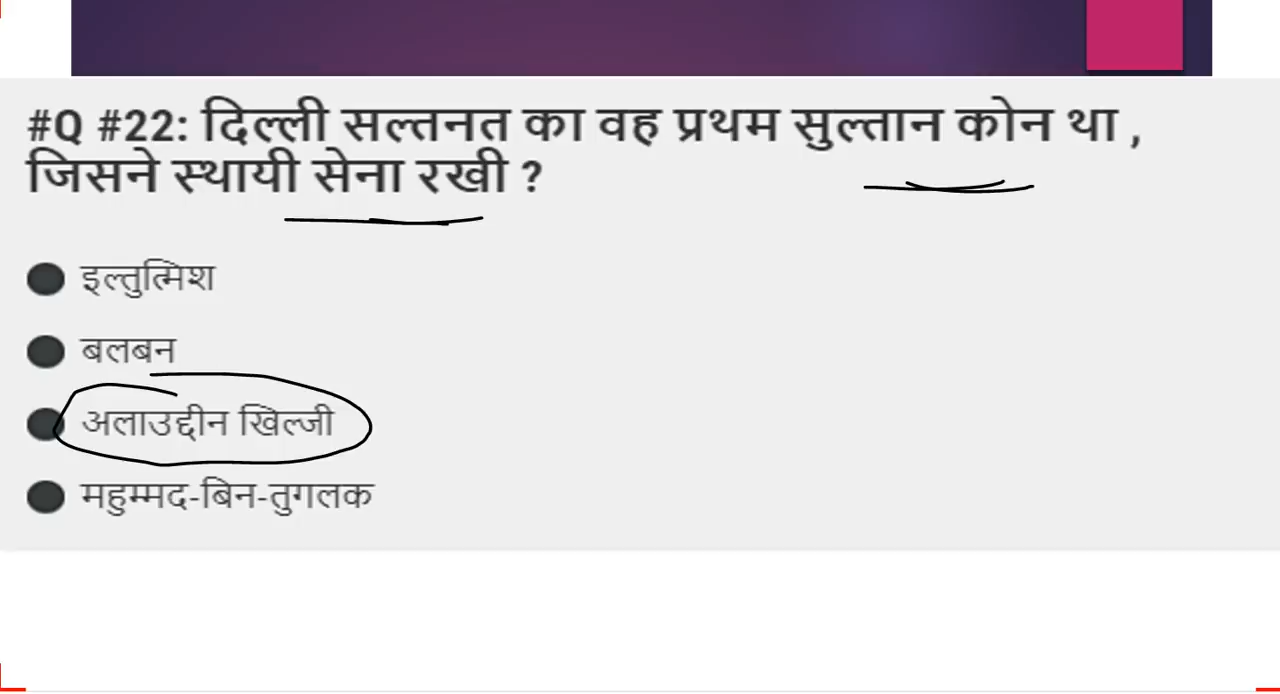 #Q #22: दिल्ली सल्तनत का वह प्रथम सुल्तान कोन था ,
जिसने स्थायी सेना रखी ?
इल्तुत्मिश
बलबन
अलाउद्दीन खिल्जी
महुम्मद-बिन-तुगलक